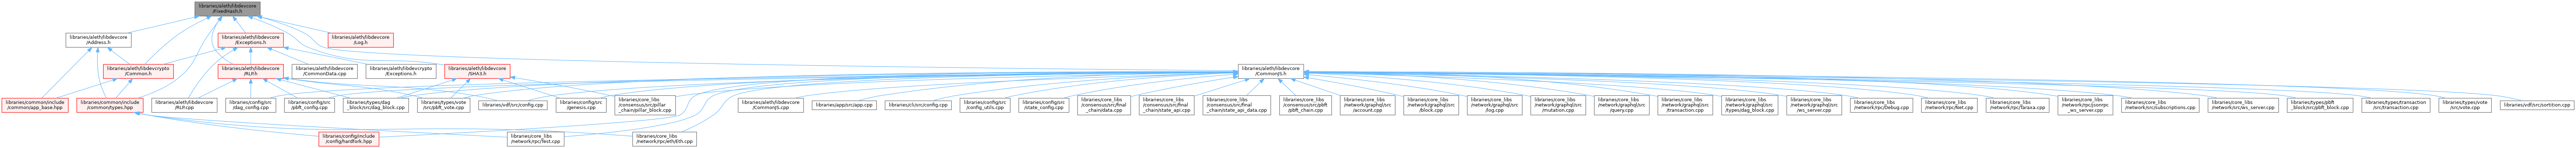 libraries/aleth/libdevcore
/FixedHash.h
libraries/aleth/libdevcore
/Address.h
libraries/aleth/libdevcore
/Exceptions.h
libraries/aleth/libdevcore
/Log.h
libraries/aleth/libdevcrypto
/Common.h
libraries/aleth/libdevcore
/RLP.h
libraries/aleth/libdevcore
/CommonData.cpp
libraries/aleth/libdevcrypto
/Exceptions.h
libraries/aleth/libdevcore
/SHA3.h
libraries/aleth/libdevcore
/CommonJS.h
libraries/common/include
/common/app_base.hpp
libraries/common/include
/common/types.hpp
libraries/aleth/libdevcore
/RLP.cpp
libraries/config/src
/dag_config.cpp
libraries/config/src
/pbft_config.cpp
libraries/types/dag
_block/src/dag_block.cpp
libraries/types/vote
/src/pbft_vote.cpp
libraries/vdf/src/config.cpp
libraries/config/src
/genesis.cpp
libraries/core_libs
/consensus/src/pillar
_chain/pillar_block.cpp
libraries/aleth/libdevcore
/CommonJS.cpp
libraries/app/src/app.cpp
libraries/cli/src/config.cpp
libraries/config/src
/config_utils.cpp
libraries/config/src
/state_config.cpp
libraries/core_libs
/consensus/src/final
_chain/data.cpp
libraries/core_libs
/consensus/src/final
_chain/state_api.cpp
libraries/core_libs
/consensus/src/final
_chain/state_api_data.cpp
libraries/core_libs
/consensus/src/pbft
/pbft_chain.cpp
libraries/core_libs
/network/graphql/src
/account.cpp
libraries/core_libs
/network/graphql/src
/block.cpp
libraries/core_libs
/network/graphql/src
/log.cpp
libraries/core_libs
/network/graphql/src
/mutation.cpp
libraries/core_libs
/network/graphql/src
/query.cpp
libraries/core_libs
/network/graphql/src
/transaction.cpp
libraries/core_libs
/network/graphql/src
/types/dag_block.cpp
libraries/core_libs
/network/graphql/src
/ws_server.cpp
libraries/core_libs
/network/rpc/Debug.cpp
libraries/core_libs
/network/rpc/Net.cpp
libraries/core_libs
/network/rpc/Taraxa.cpp
libraries/core_libs
/network/rpc/jsonrpc
_ws_server.cpp
libraries/core_libs
/network/src/subscriptions.cpp
libraries/core_libs
/network/src/ws_server.cpp
libraries/types/pbft
_block/src/pbft_block.cpp
libraries/types/transaction
/src/transaction.cpp
libraries/types/vote
/src/vote.cpp
libraries/vdf/src/sortition.cpp
libraries/config/include
/config/hardfork.hpp
libraries/core_libs
/network/rpc/Test.cpp
libraries/core_libs
/network/rpc/eth/Eth.cpp